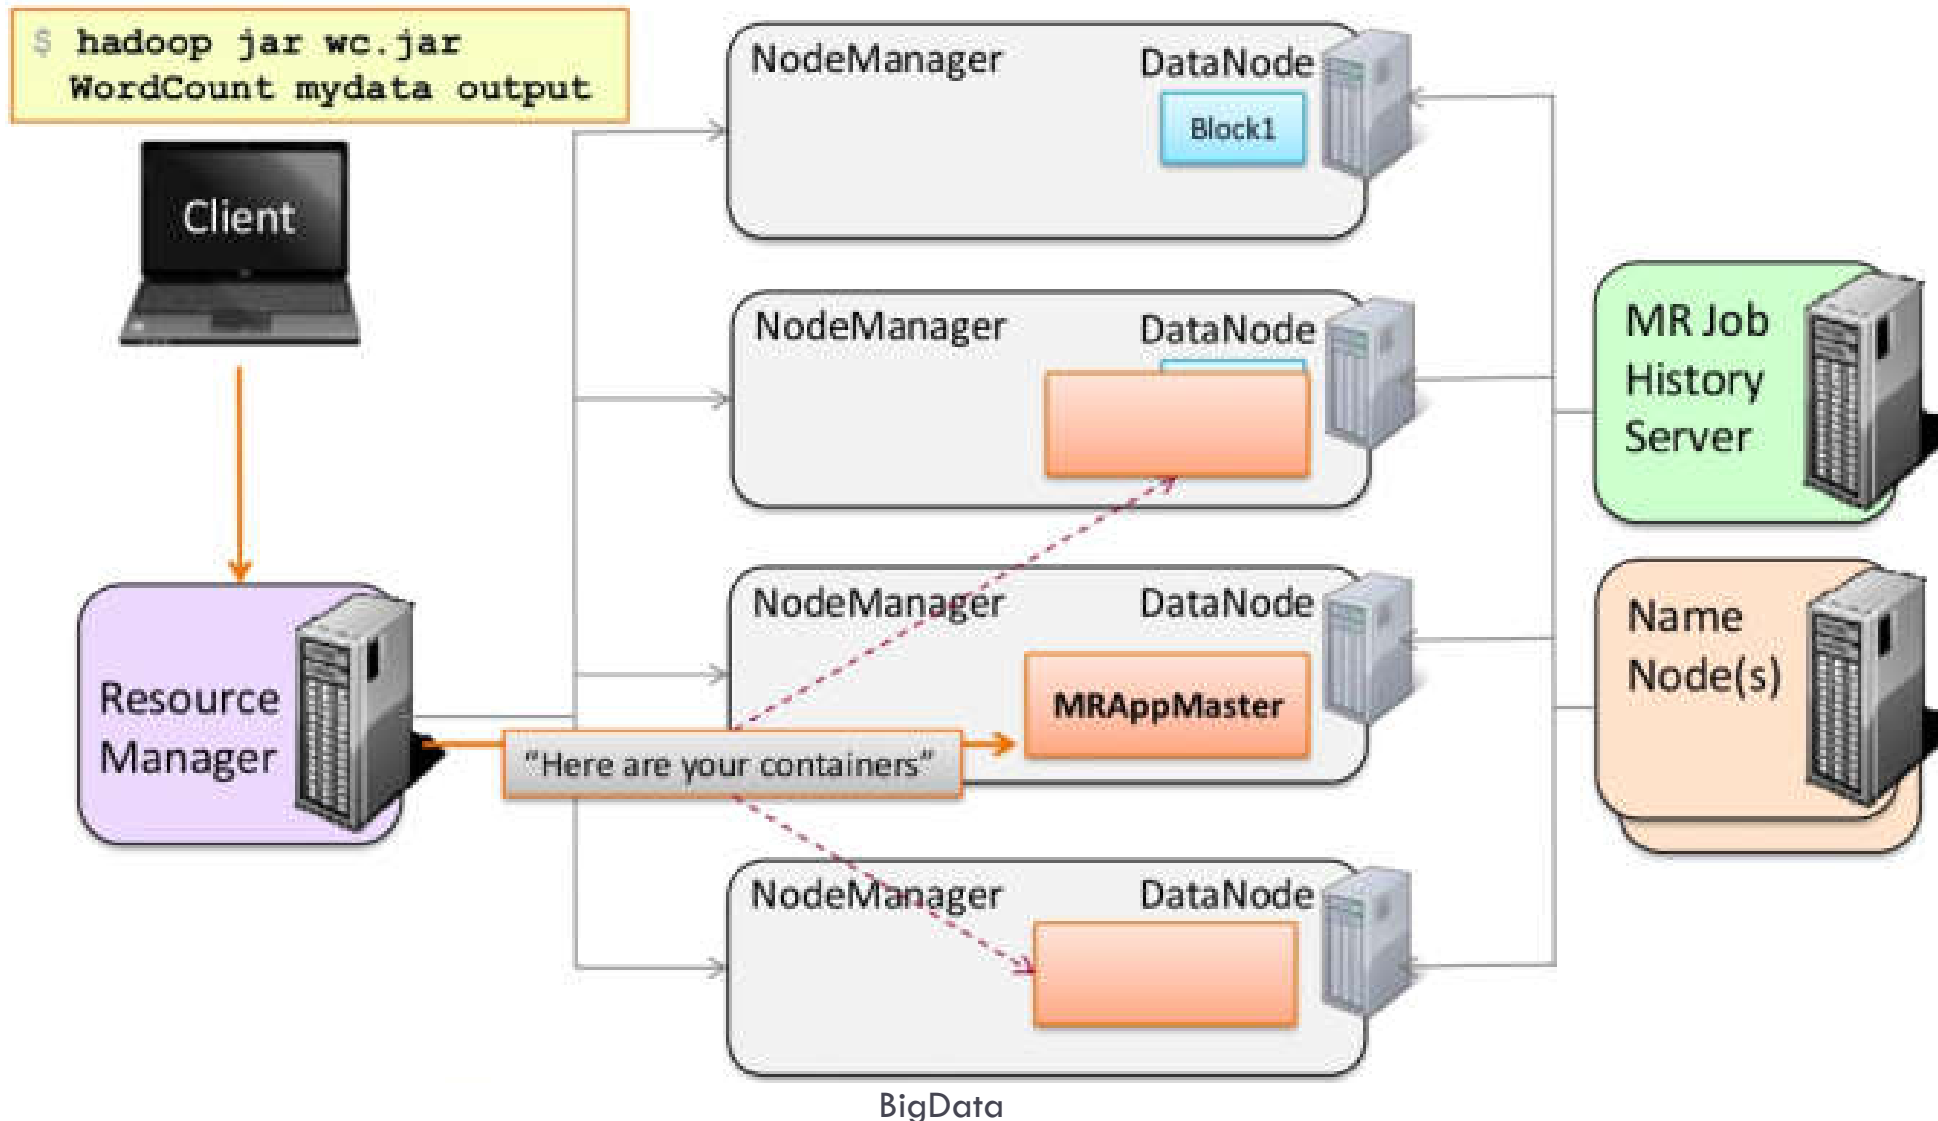 $ hadoop jar wc.jar
WordCount mydata output
Client
Resource
Manager
NodeManager
DataNode
Block1
NodeManager
DataNode
NodeManager
DataNode
MRAppMaster
"Here are your containers"
NodeManager
DataNode
MR Job
History
Server
Name
Node(s)
BigData